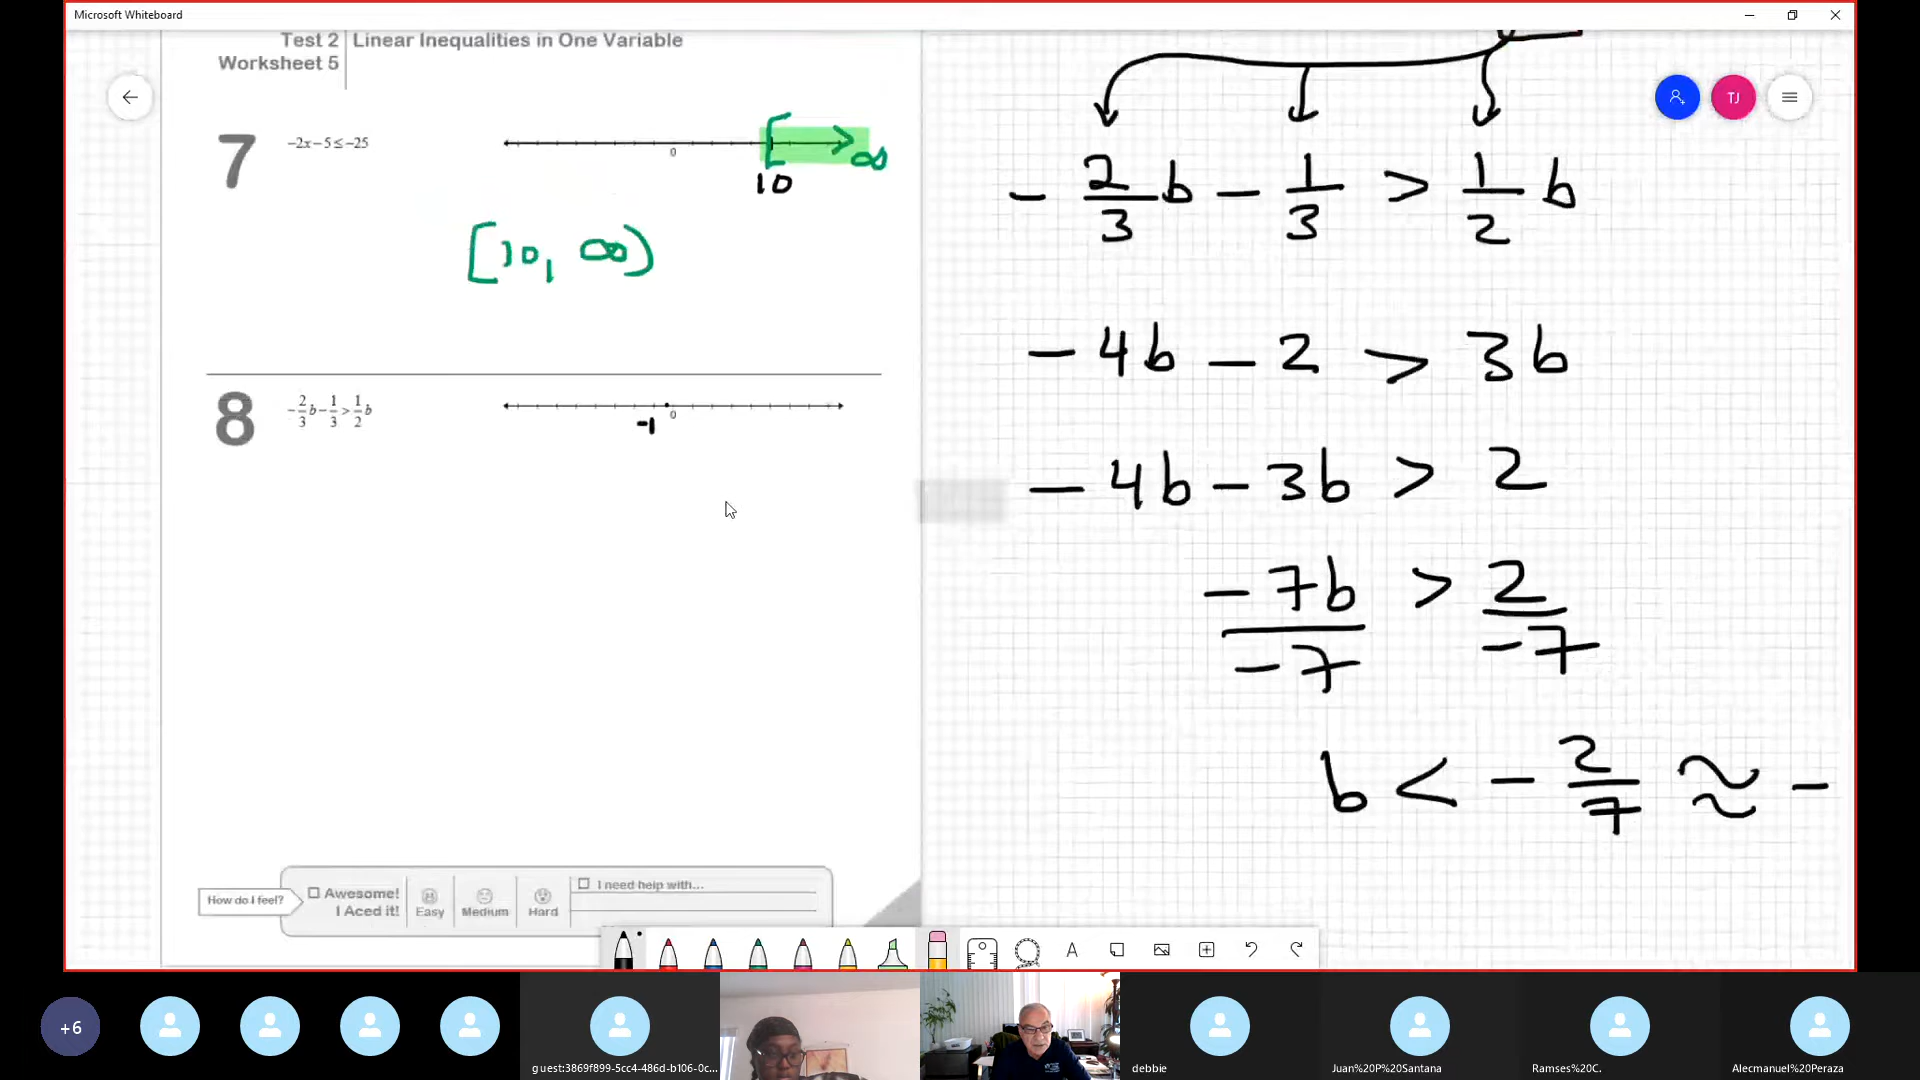 Microsoft Whiteboard
Test 2 Linear Inequalities in One Variable
Worksheet 5
TJ
7 −2x−5≤−25
0
∞
10
[10, ∞)
8 −2/3b−1/3>1/2b
0
-1
− 2/3 b − 1/3 > 1/2 b
− 4b − 2 > 3b
− 4b − 3b > 2
− 7b / −7 > 2 / −7
b < − 2/7 ≈ −
How do I feel?
Awesome!
I Aced it!
Easy
Medium
Hard
I need help with...
A
+6
guest:3869f899-5cc4-486d-b106-0c...
debbie
Juan%20P%20Santana
Ramses%20C.
Alecmanuel%20Peraza